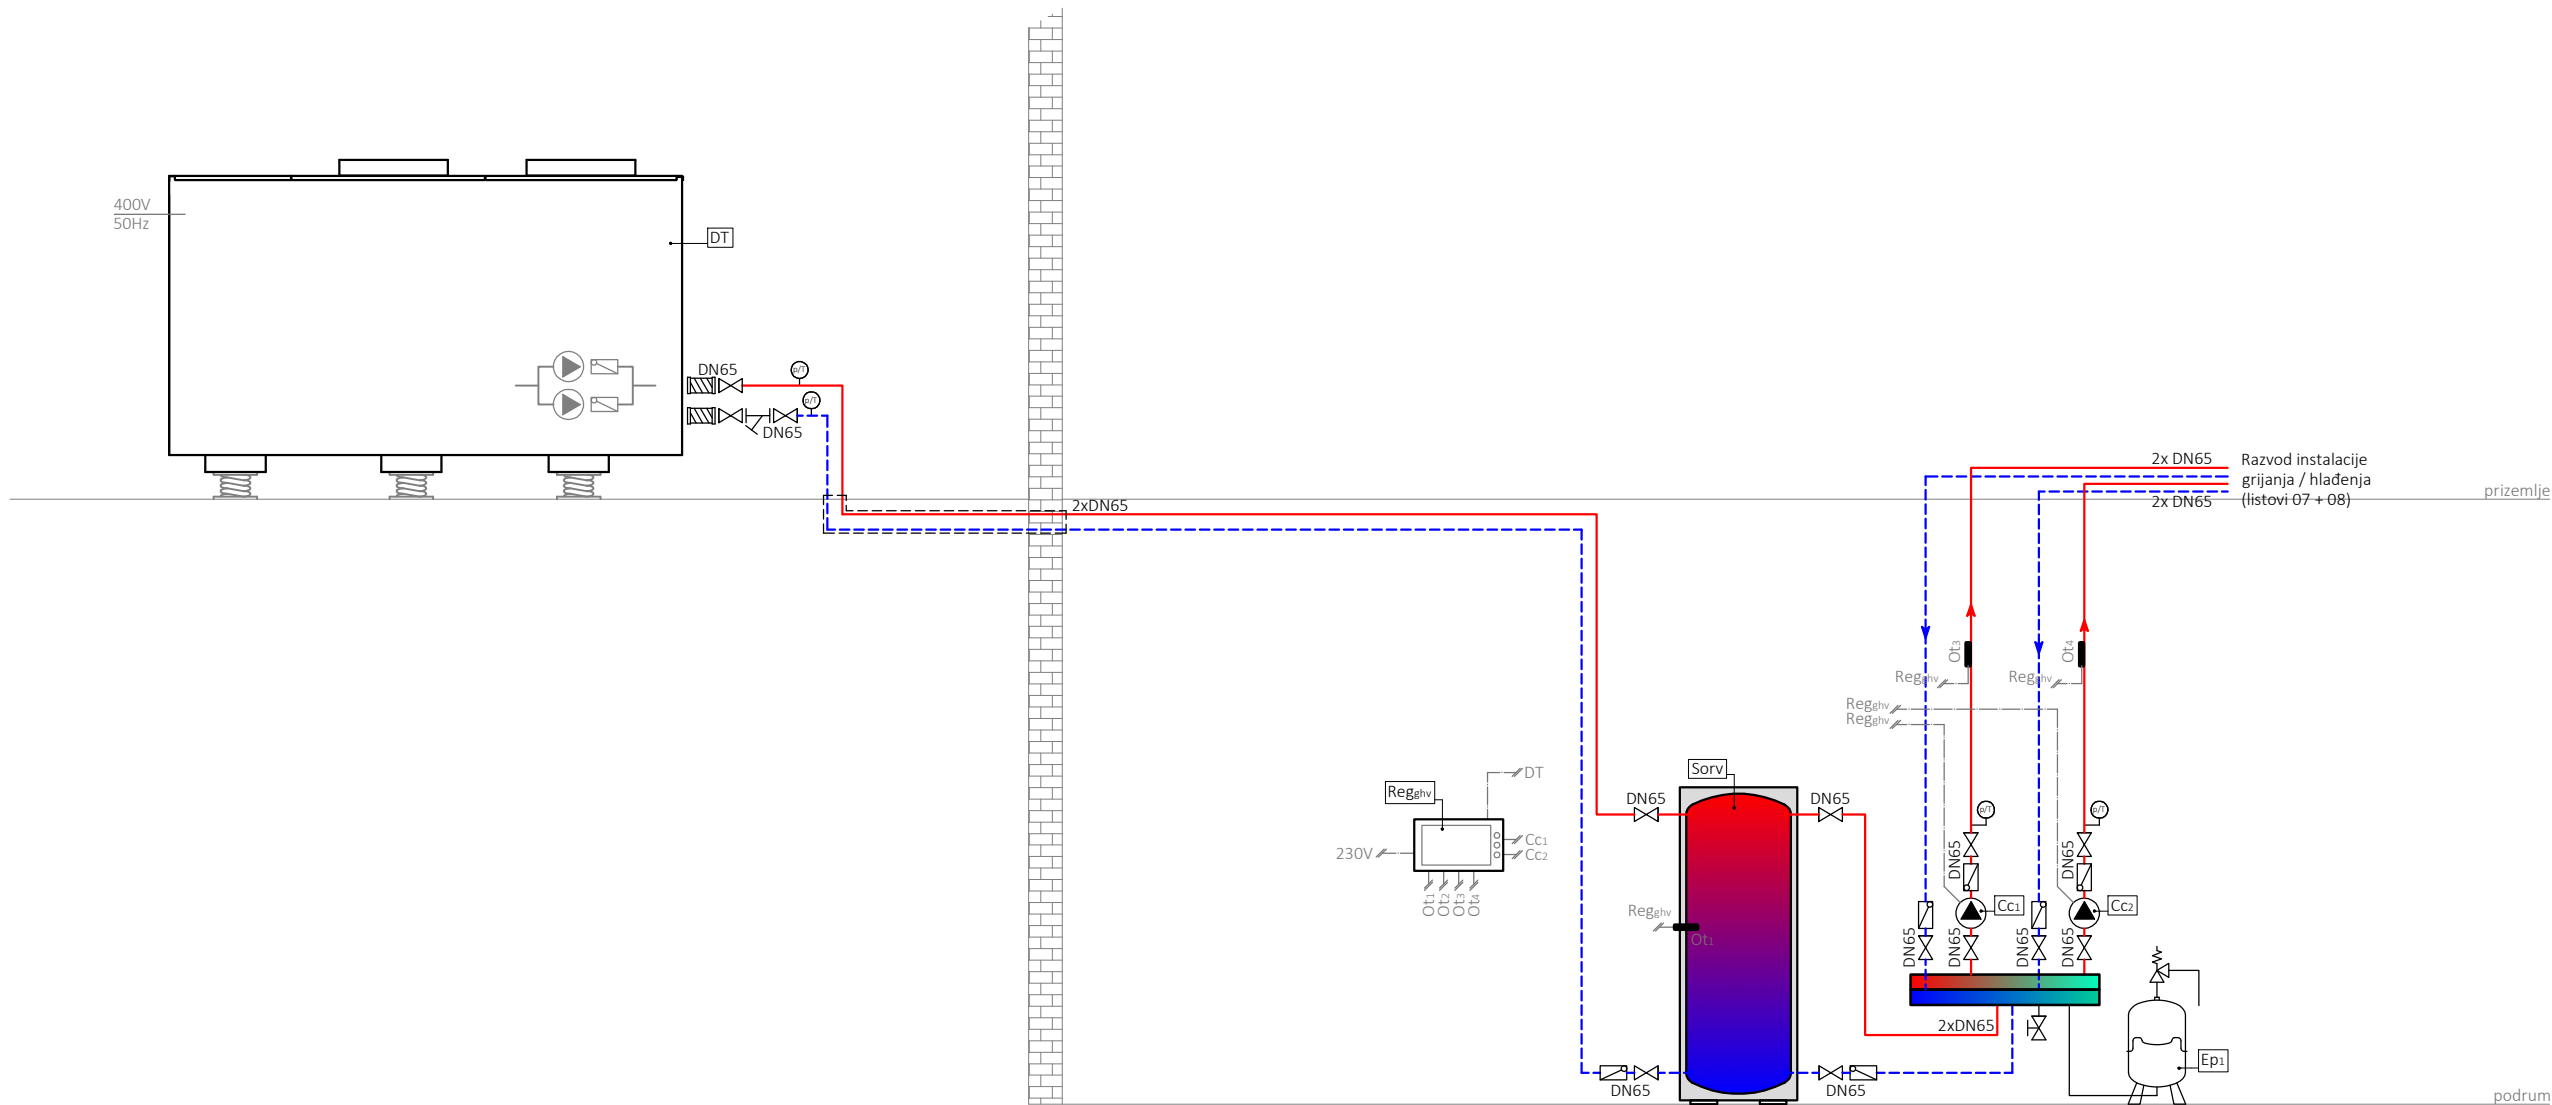 400V
50Hz
DT
DN65
p/T
p/T
DN65
2xDN65
2x DN65
2x DN65
Razvod instalacije
grijanja / hlađenja
(listovi 07 + 08)
prizemlje
Ot3
Ot4
Regghv
Regghv
Regghv
Regghv
Sorv
DT
Regghv
DN65
DN65
p/T
p/T
230V
Cc1
Cc2
DN65
DN65
Ot1
Ot2
Ot3
Ot4
Regghv
Ot1
Cc1
Cc2
DN65
DN65
DN65
DN65
2xDN65
Ep1
DN65
DN65
podrum